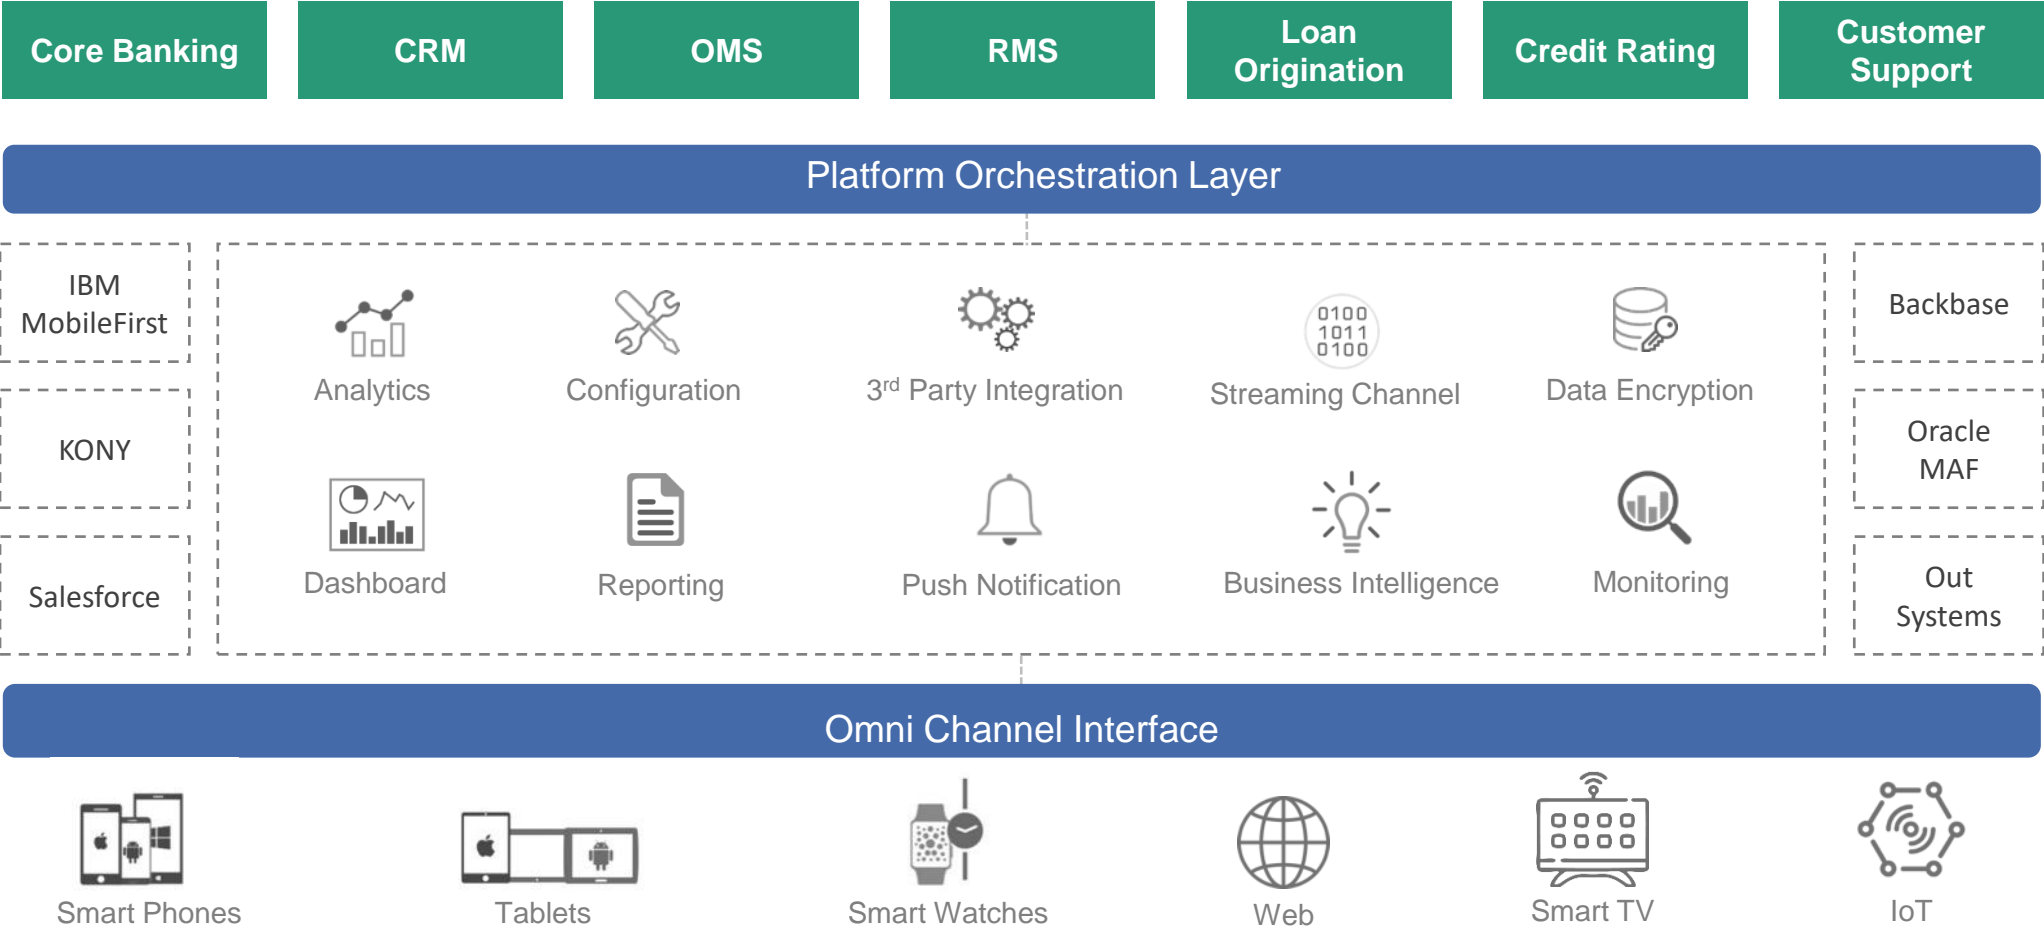 Core Banking
CRM
OMS
RMS
Loan
Origination
Credit Rating
Customer
Support
Platform Orchestration Layer
IBM
MobileFirst
KONY
Salesforce
Analytics
Configuration
3rd Party Integration
0100
1011
0100
Streaming Channel
Data Encryption
Dashboard
Reporting
Push Notification
Business Intelligence
Monitoring
Backbase
Oracle
MAF
Out
Systems
Omni Channel Interface
Smart Phones
Tablets
Smart Watches
Web
Smart TV
IoT